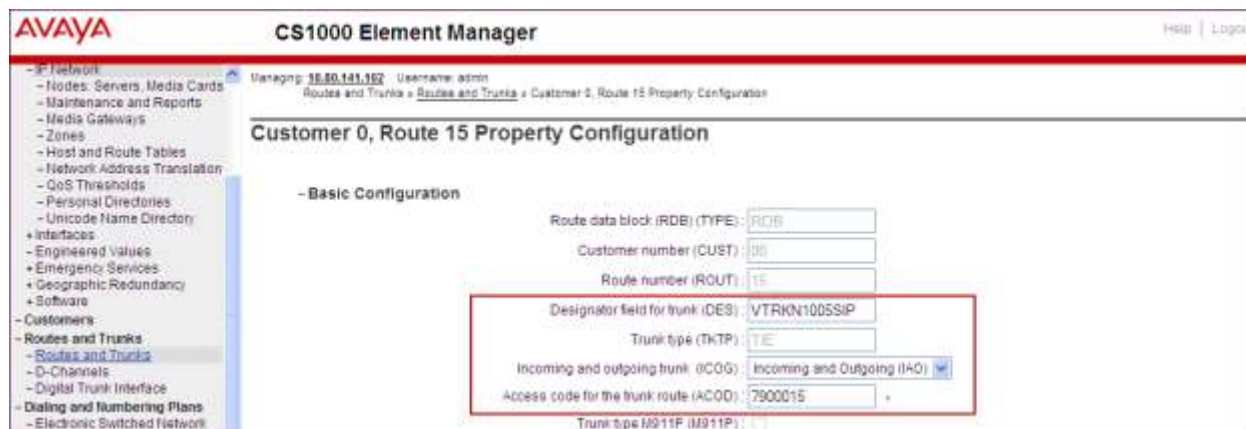 AVAYA
CS1000 Element Manager
Help | Logou
Managing: 10.80.141.102 Username: admin
Routes and Trunks » Routes and Trunks » Customer 0, Route 15 Property Configuration
- IP Network
- Nodes: Servers, Media Cards
- Maintenance and Reports
- Media Gateways
- Zones
- Host and Route Tables
- Network Address Translation
- QoS Thresholds
- Personal Directories
- Unicode Name Directory
+ Interfaces
- Engineered Values
+ Emergency Services
+ Geographic Redundancy
+ Software
- Customers
- Routes and Trunks
- Routes and Trunks
- D-Channels
- Digital Trunk Interface
- Dialing and Numbering Plans
- Electronic Switched Network
Customer 0, Route 15 Property Configuration
- Basic Configuration
Route data block (RDB) (TYPE) : RDB
Customer number (CUST) : 00
Route number (ROUT) : 15
Designator field for trunk (DES) : VTRKN1005SIP
Trunk type (TKTP) : TIE
Incoming and outgoing trunk (ICOG) : Incoming and Outgoing (IAO)
Access code for the trunk route (ACOD) : 7900015 *
Trunk type M911P (M911P) :